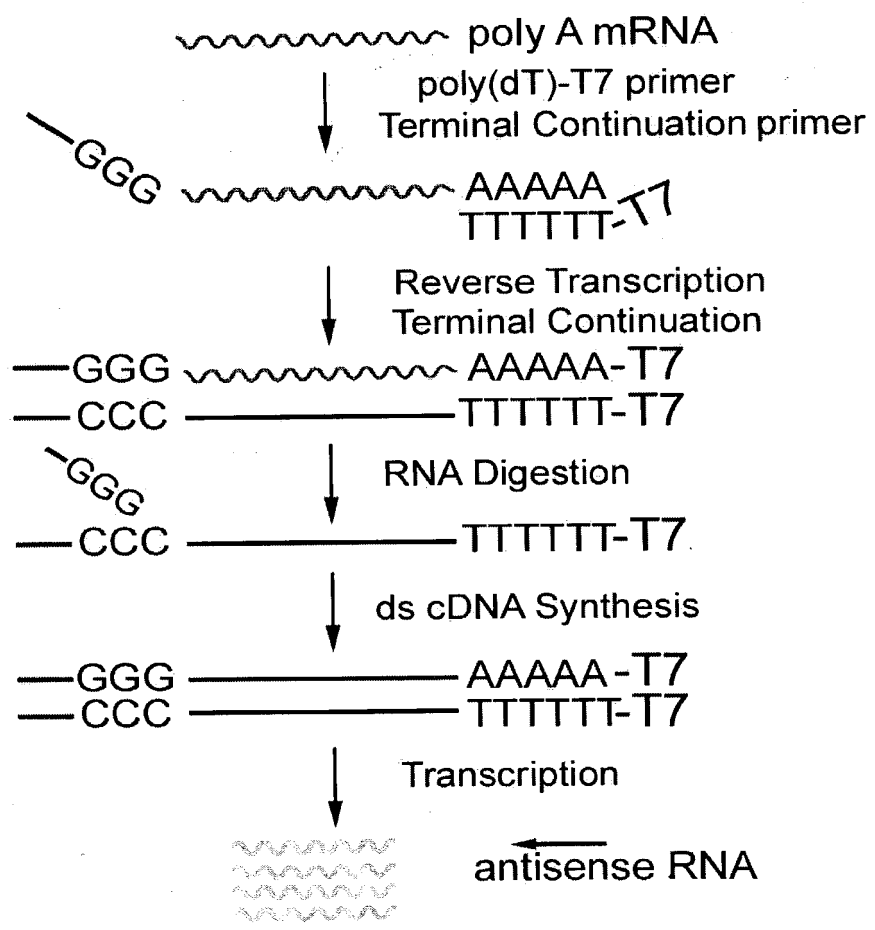 poly A mRNA
poly(dT)-T7 primer
Terminal Continuation primer
GGG
AAAAA
TTTTTT-T7
Reverse Transcription
Terminal Continuation
GGG AAAAA-T7
CCC TTTTTT-T7
GGG
RNA Digestion
CCC TTTTTT-T7
ds cDNA Synthesis
GGG AAAAA-T7
CCC TTTTTT-T7
Transcription
antisense RNA